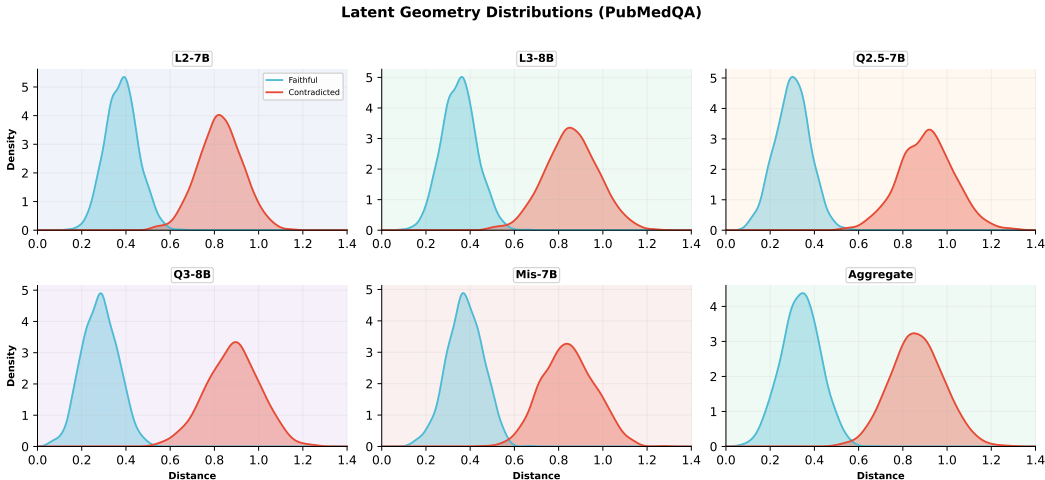 Latent Geometry Distributions (PubMedQA)
L2-7B
L3-8B
Q2.5-7B
Faithful
Contradicted
Density
0 1 2 3 4 5
0.0 0.2 0.4 0.6 0.8 1.0 1.2 1.4
0 1 2 3 4 5
0.0 0.2 0.4 0.6 0.8 1.0 1.2 1.4
0 1 2 3 4 5
0.0 0.2 0.4 0.6 0.8 1.0 1.2 1.4
Q3-8B
Mis-7B
Aggregate
Density
0 1 2 3 4 5
0.0 0.2 0.4 0.6 0.8 1.0 1.2 1.4
Distance
0 1 2 3 4 5
0.0 0.2 0.4 0.6 0.8 1.0 1.2 1.4
Distance
0 1 2 3 4
0.0 0.2 0.4 0.6 0.8 1.0 1.2 1.4
Distance